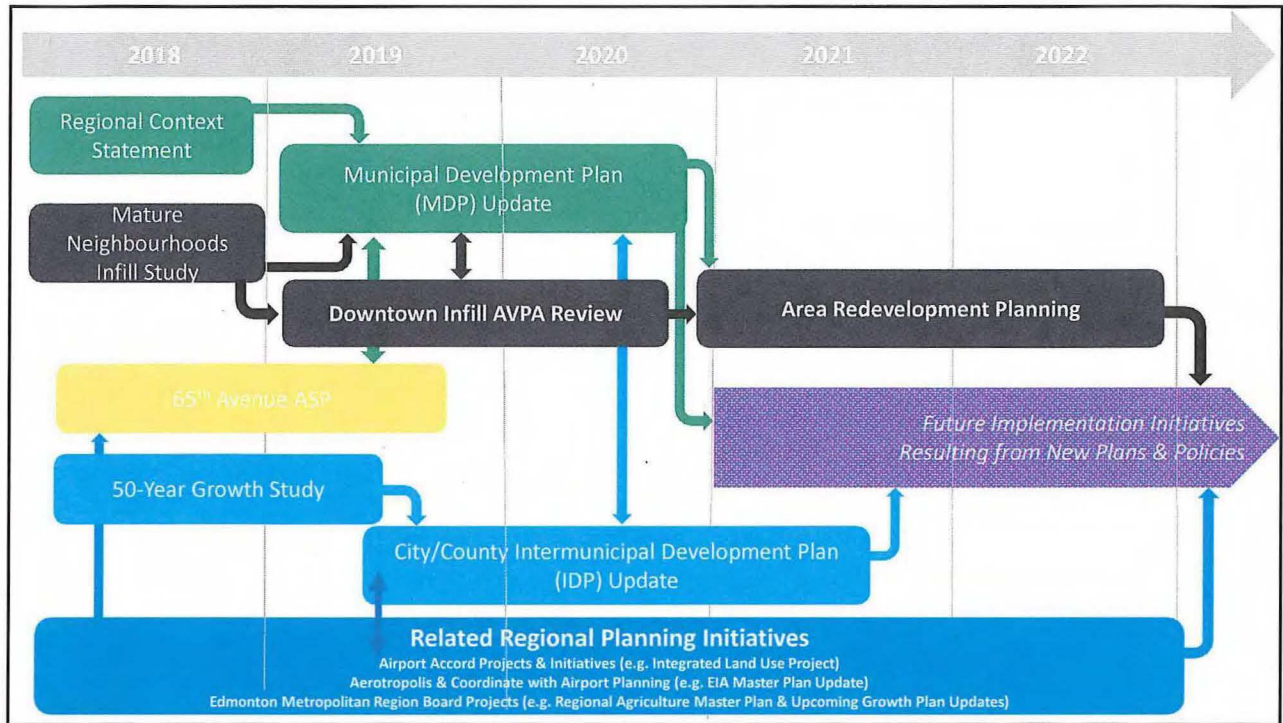 2018 2019 2020 2021 2022
Regional Context
Statement
Municipal Development Plan
(MDP) Update
Mature
Neighbourhoods
Infill Study
Downtown Infill AVPA Review
Area Redevelopment Planning
65th Avenue ASP
Future Implementation Initiatives
Resulting from New Plans & Policies
50-Year Growth Study
City/County Intermunicipal Development Plan
(IDP) Update
Related Regional Planning Initiatives
Airport Accord Projects & Initiatives (e.g. Integrated Land Use Project)
Aerotropolis & Coordinate with Airport Planning (e.g. EIA Master Plan Update)
Edmonton Metropolitan Region Board Projects (e.g. Regional Agriculture Master Plan & Upcoming Growth Plan Updates)